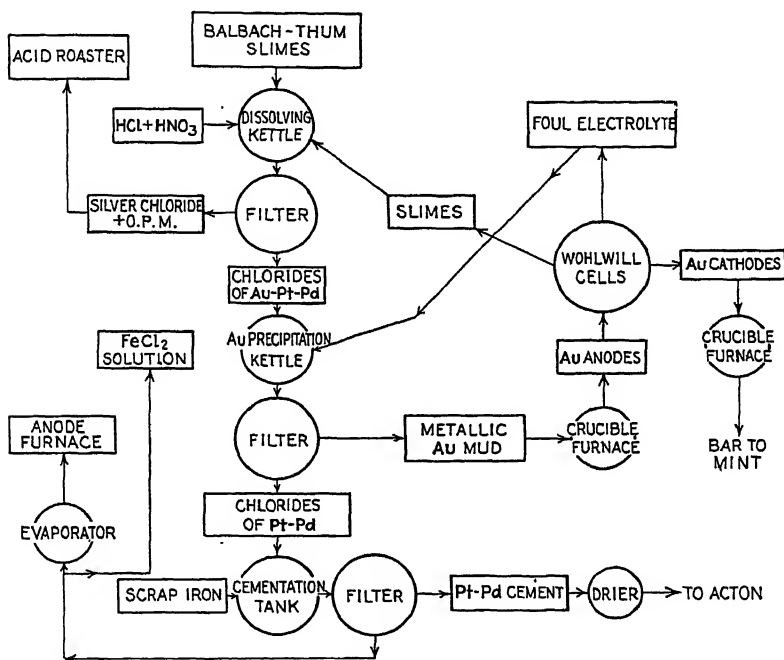 BALBACH-THUM
SLIMES
ACID ROASTER
HCl+HNO3
DISSOLVING
KETTLE
FOUL ELECTROLYTE
SILVER CHLORIDE
+O.P.M.
FILTER
SLIMES
WOHLWILL
CELLS
Au CATHODES
CHLORIDES
OF Au-Pt-Pd
FeCl2
SOLUTION
Au PRECIPITATION
KETTLE
Au ANODES
CRUCIBLE
FURNACE
ANODE
FURNACE
FILTER
METALLIC
Au MUD
CRUCIBLE
FURNACE
BAR TO
MINT
EVAPORATOR
CHLORIDES
OF Pt-Pd
SCRAP IRON
CEMENTATION
TANK
FILTER
Pt-Pd CEMENT
DRIER
TO ACTON